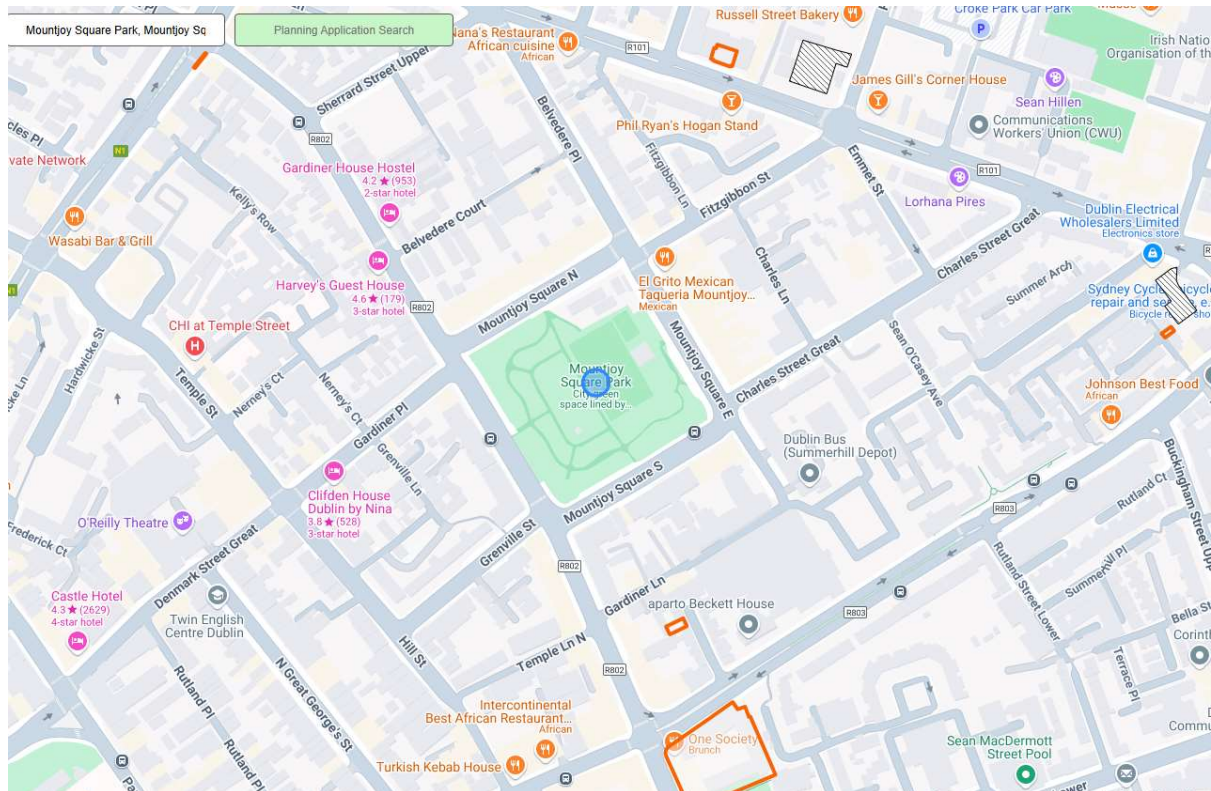 Mountjoy Square Park, Mountjoy Sq
Planning Application Search
Nana's Restaurant
African cuisine
African
R101
Russell Street Bakery
Croke Park Car Park
P
Irish Natio
Organisation of th
Sherrard Street Upper
Belvedere Pl
James Gill's Corner House
Sean Hillen
Communications
Workers' Union (CWU)
Phil Ryan's Hogan Stand
cles Pl
N1
vate Network
R802
Gardiner House Hostel
4.2 ★ (953)
2-star hotel
Kelly's Row
Fitzgibbon Ln
Fitzgibbon St
Emmet St
R101
Lorhana Pires
Belvedere Court
Wasabi Bar & Grill
Dublin Electrical
Wholesalers Limited
Electronics store
Charles Street Great
Harvey's Guest House
4.6 ★ (179)
3-star hotel
R802
Mountjoy Square N
El Grito Mexican
Taqueria Mountjoy...
Mexican
Charles Ln
Summer Arch
N1
Hardwicke St
CHI at Temple Street
H
Temple St
Nerney's Ct
Nerney's Ct
Gardiner Pl
Mountjoy
Square Park
City green
space lined by...
Mountjoy Square E
Charles Street Great
Sean O'Casey Ave
Johnson Best Food
African
Grenville Ln
Dublin Bus
(Summerhill Depot)
Mountjoy Square S
Clifden House
Dublin by Nina
3.8 ★ (528)
3-star hotel
O'Reilly Theatre
Frederick Ct
Denmark Street Great
Grenville St
Buckingham Street Upp
Rutland Ct
R803
R802
Castle Hotel
4.3 ★ (2629)
4-star hotel
Twin English
Centre Dublin
Gardiner Ln
aparto Beckett House
R803
Rutland Street Lower
Bella St
Corinth
Hill St
Temple Ln N
R802
Rutland Pl
Rutland Pl
N Great George's St
Terrace Pl
Intercontinental
Best African Restaurant...
African
Turkish Kebab House
One Society
Brunch
Sean MacDermott
Street Pool
Commu
Lower